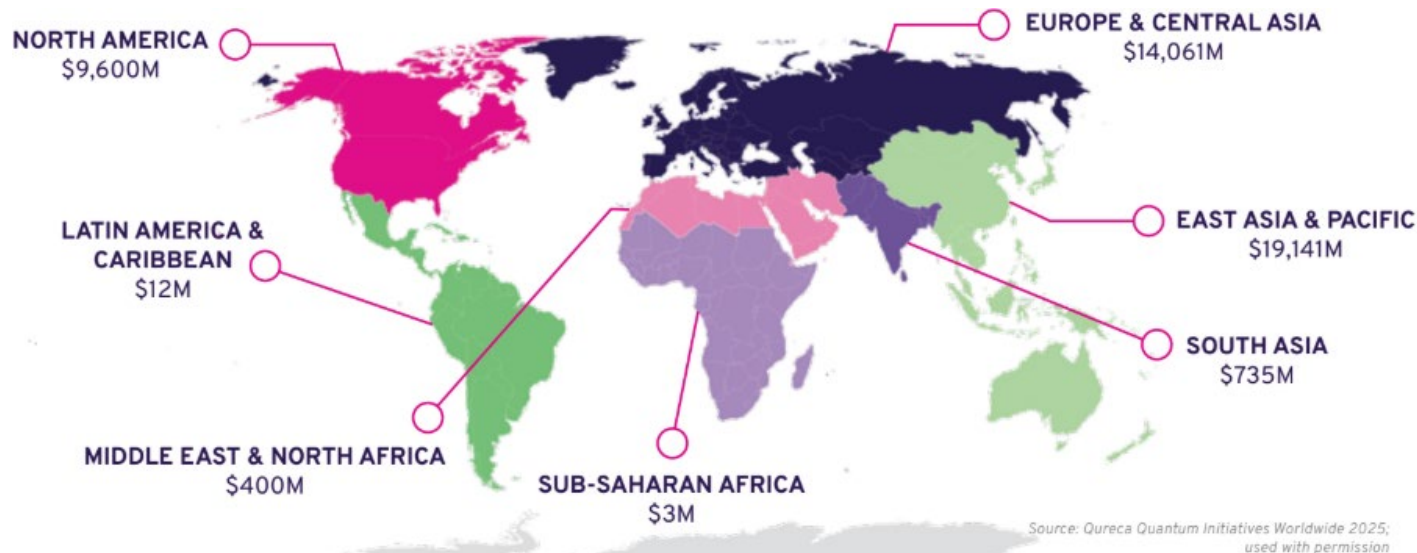 NORTH AMERICA
$9,600M
EUROPE & CENTRAL ASIA
$14,061M
LATIN AMERICA &
CARIBBEAN
$12M
EAST ASIA & PACIFIC
$19,141M
SOUTH ASIA
$735M
MIDDLE EAST & NORTH AFRICA
$400M
SUB-SAHARAN AFRICA
$3M
Source: Qureca Quantum Initiatives Worldwide 2025;
used with permission